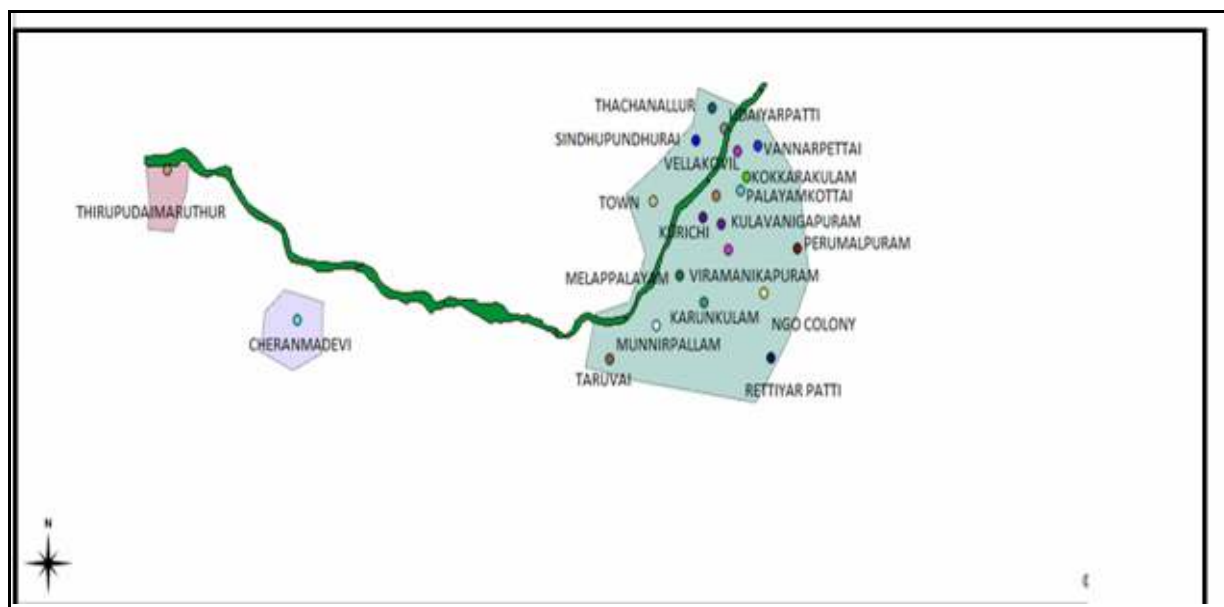 THACHANALLUR
UDAIYARPATTI
SINDHUPUNDHURAI
VANNARPETTAI
VELLAKOVIL
KOKKARAKULAM
PALAYAMKOTTAI
TOWN
THIRUPUDAIMARUTHUR
KULAVANIGAPURAM
KURICHI
PERUMALPURAM
MELAPPALAYAM
VIRAMANIKAPURAM
KARUNKULAM
NGO COLONY
CHERANMADEVI
MUNNIRPALLAM
TARUVAI
RETTIYAR PATTI
N